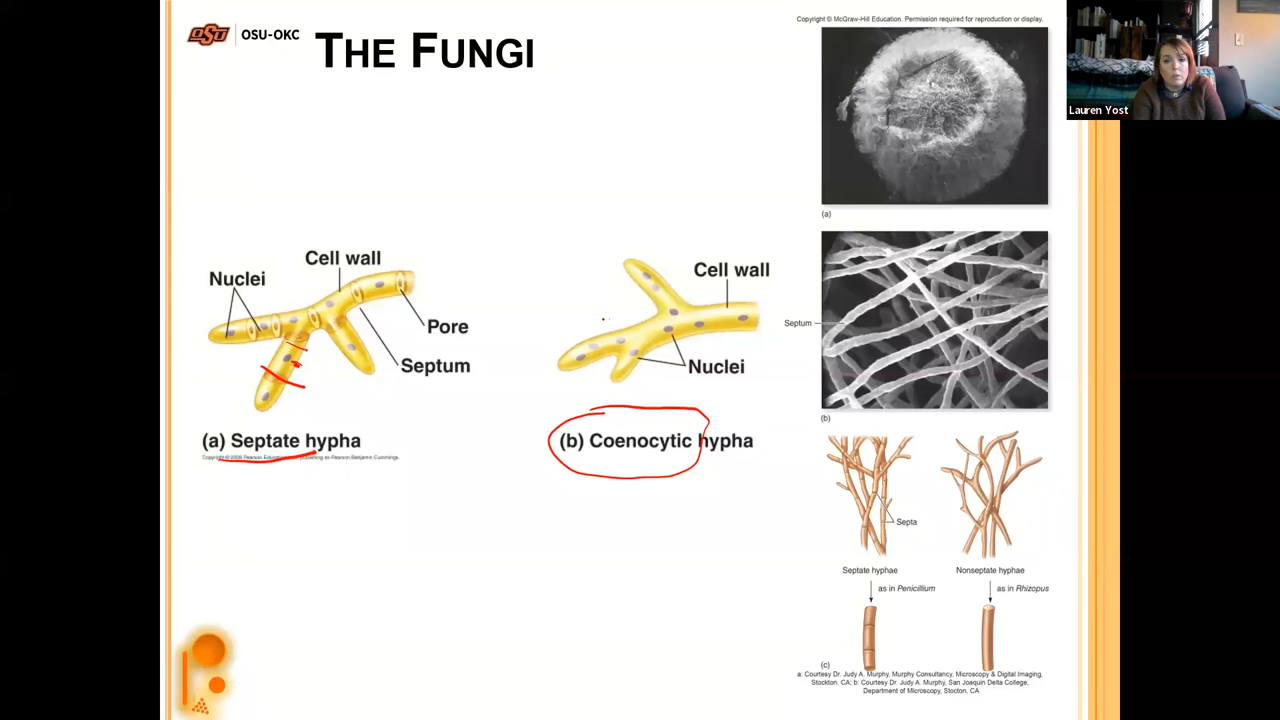 OSU OSU-OKC
THE FUNGI
Copyright © McGraw-Hill Education. Permission required for reproduction or display.
Lauren Yost
(a)
Cell wall
Nuclei
Pore
Septum
(a) Septate hypha
Cell wall
Nuclei
(b) Coenocytic hypha
Septum
(b)
Septa
Septate hyphae
Nonseptate hyphae
as in Penicillium
as in Rhizopus
(c)
a: Courtesy Dr. Judy A. Murphy, Murphy Consultancy, Microscopy & Digital Imaging,
Stockton, CA; b: Courtesy Dr. Judy A. Murphy, San Joaquin Delta College,
Department of Microscopy, Stocton, CA